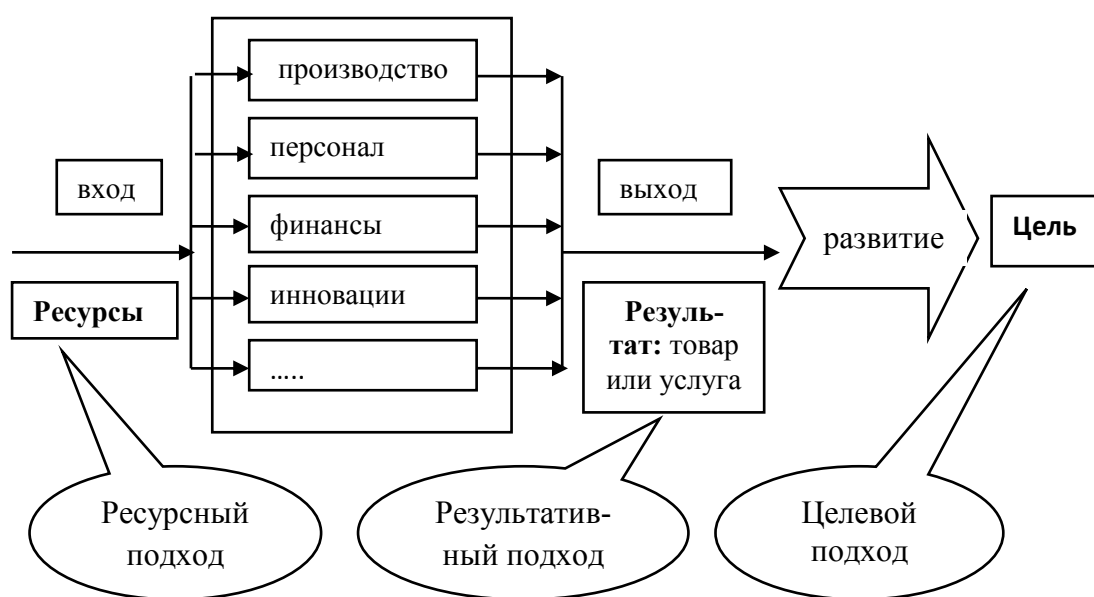 производство
персонал
финансы
инновации
.....
вход
Ресурсы
выход
Резуль-
тат: товар
или услуга
развитие
Цель
Ресурсный
подход
Результатив-
ный подход
Целевой
подход